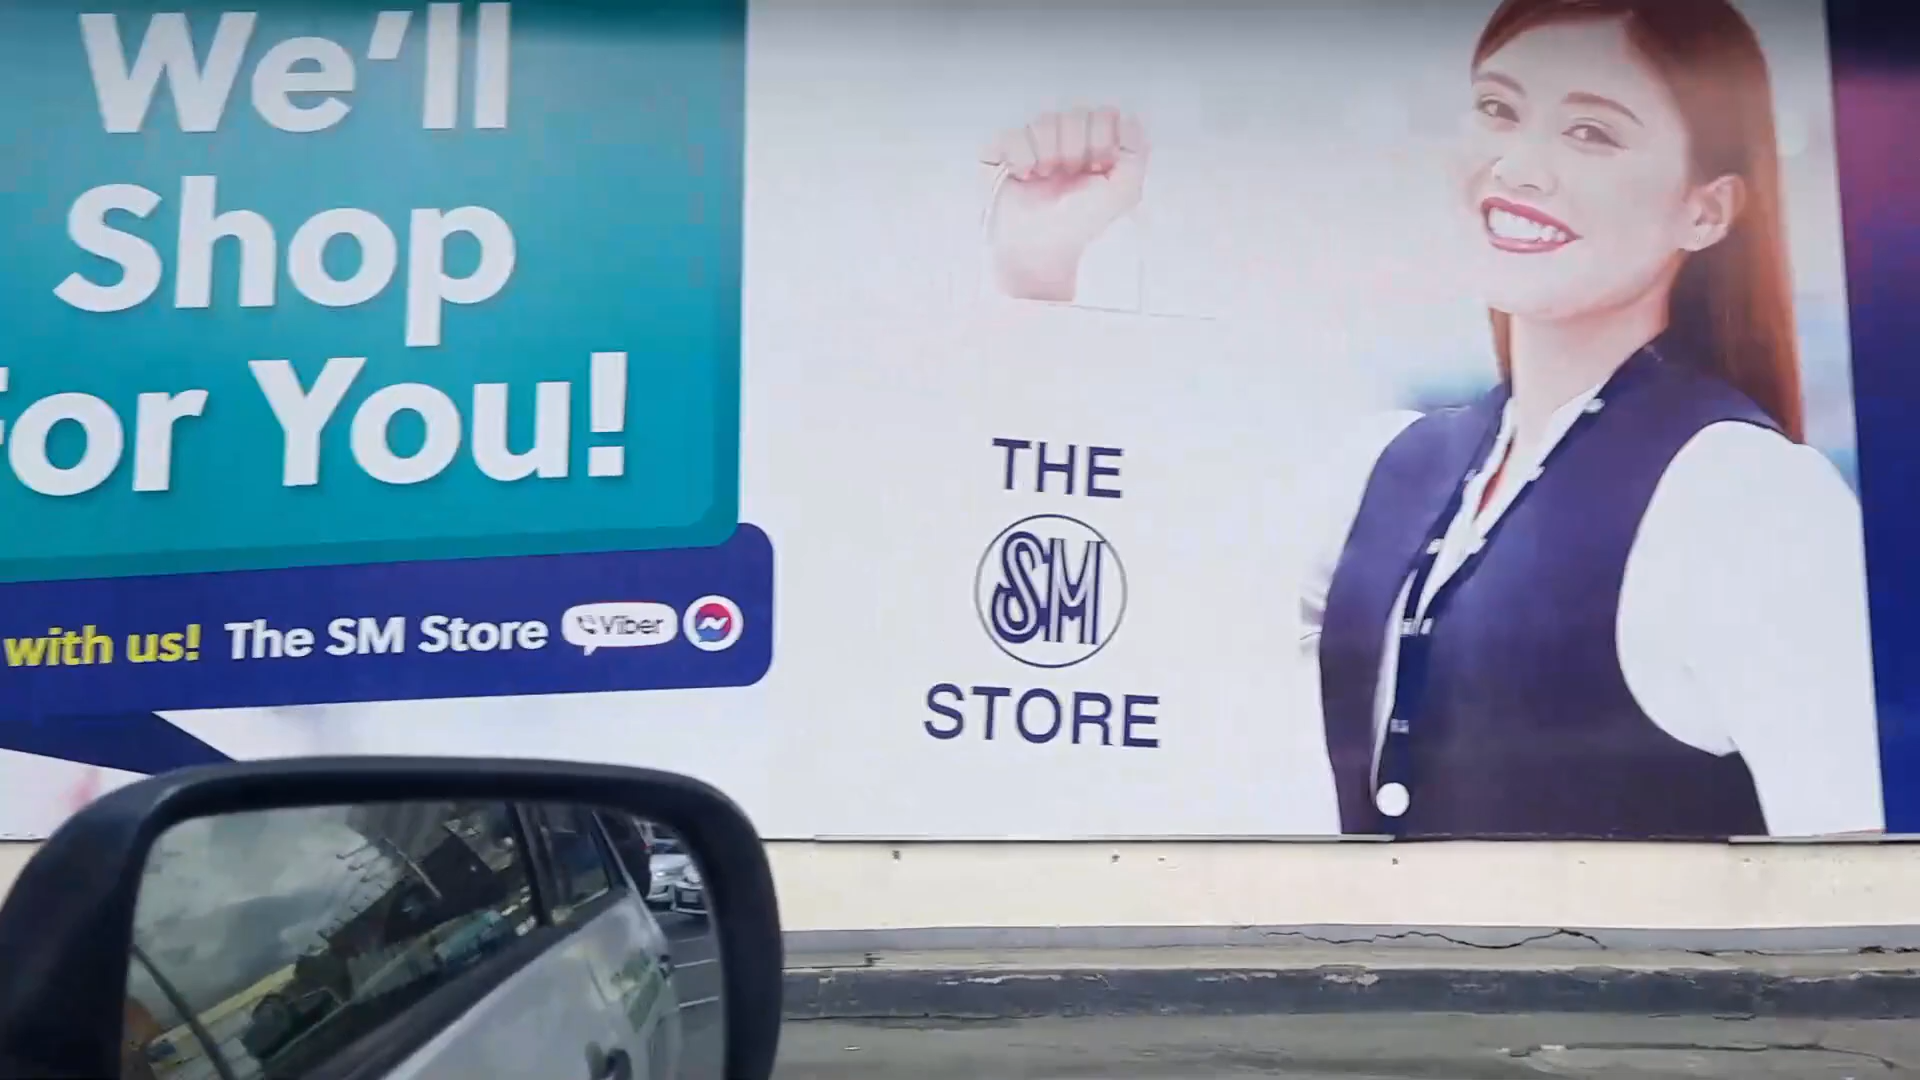 We'll
Shop
For You!
with us! The SM Store Viber
THE
SM
STORE